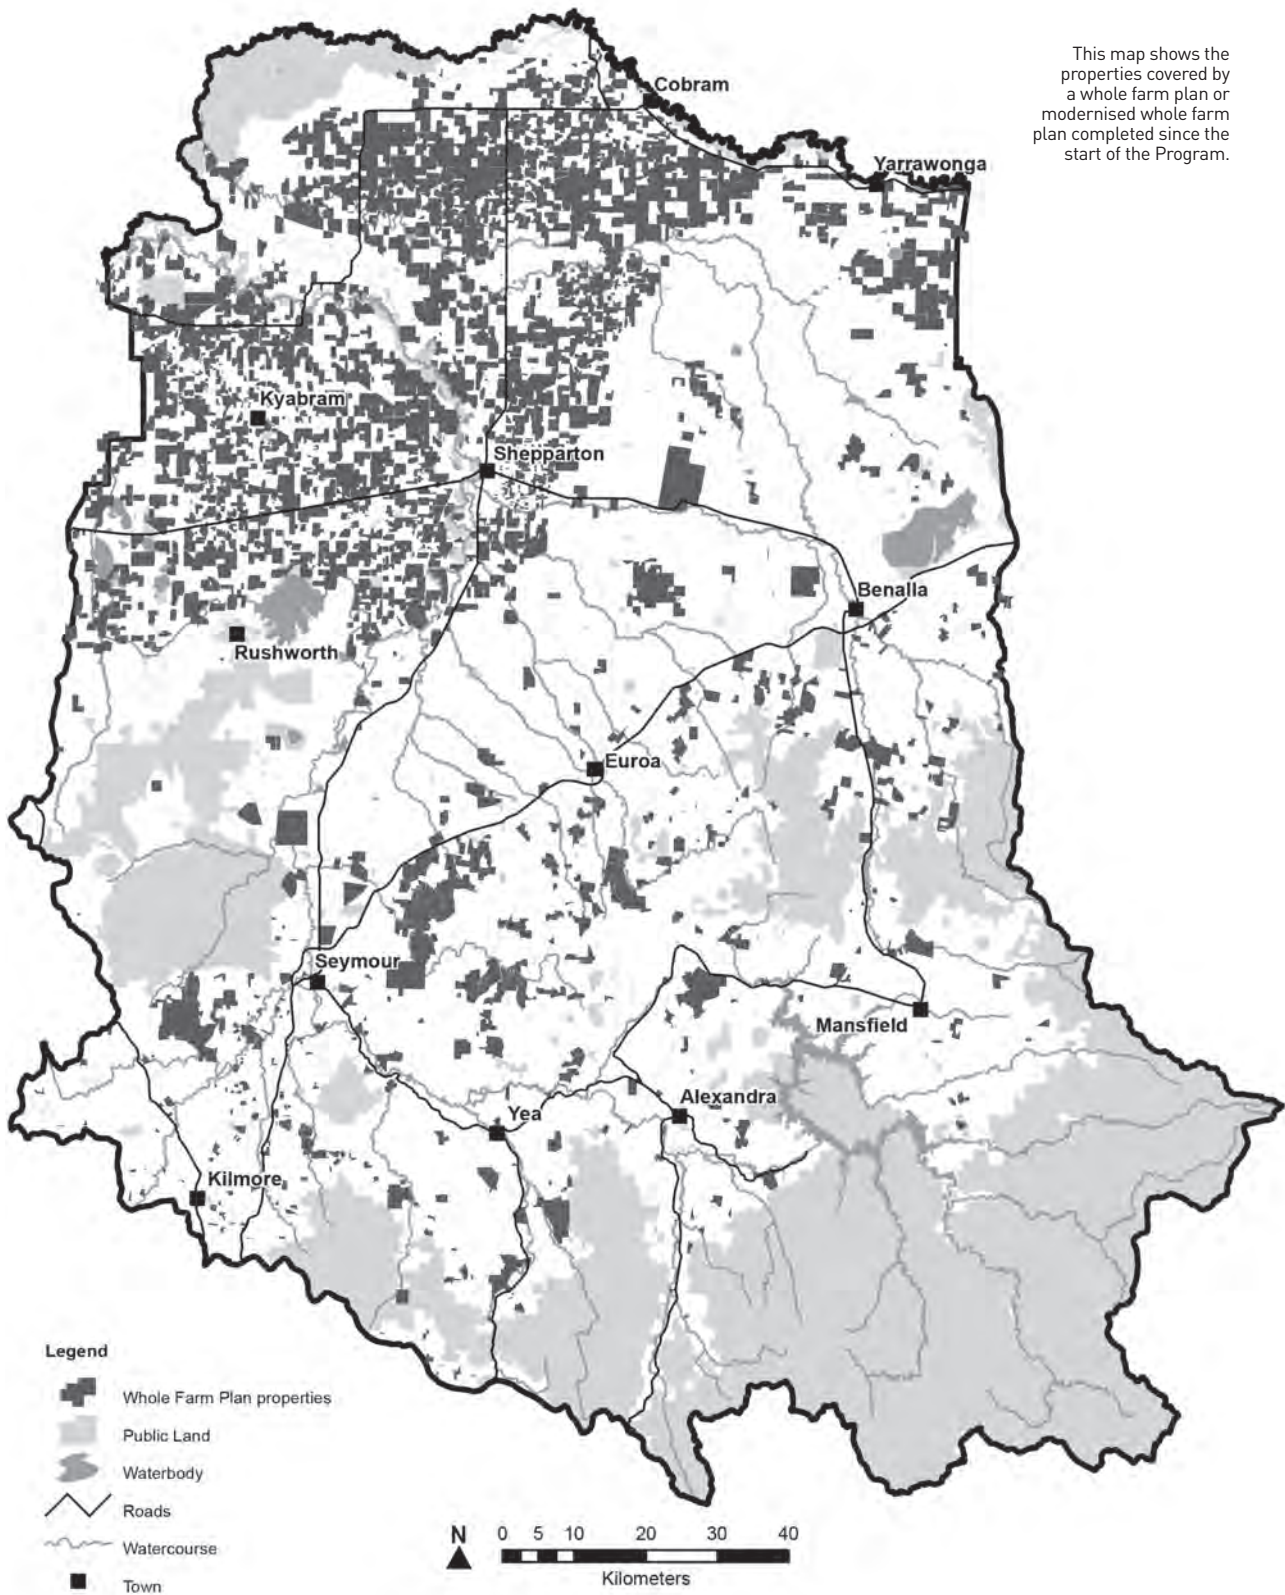 This map shows the
properties covered by
a whole farm plan or
modernised whole farm
plan completed since the
start of the Program.
Cobram
Yarrawonga
Kyabram
Shepparton
Benalla
Rushworth
Euroa
Seymour
Mansfield
Alexandra
Yea
Kilmore
Legend
Whole Farm Plan properties
Public Land
Waterbody
Roads
Watercourse
Town
N
0 5 10 20 30 40
Kilometers